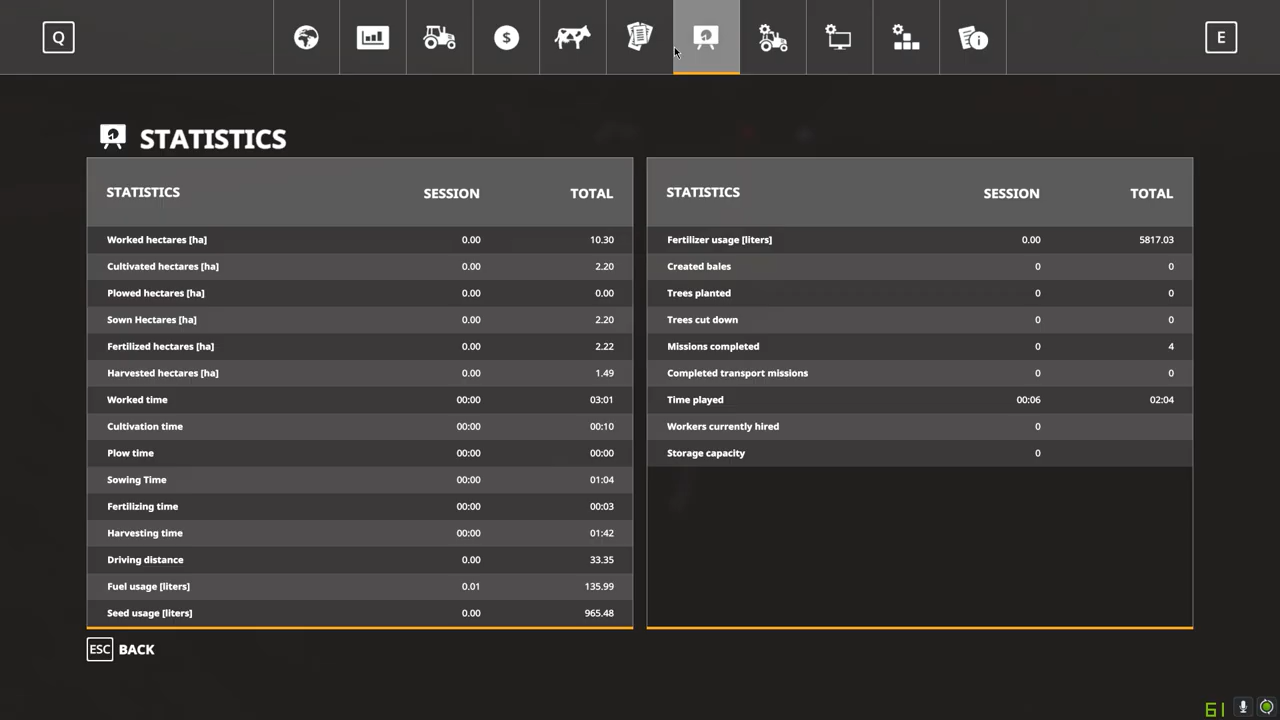 Q
E
STATISTICS
STATISTICS SESSION TOTAL
Worked hectares [ha] 0.00 10.30
Cultivated hectares [ha] 0.00 2.20
Plowed hectares [ha] 0.00 0.00
Sown Hectares [ha] 0.00 2.20
Fertilized hectares [ha] 0.00 2.22
Harvested hectares [ha] 0.00 1.49
Worked time 00:00 03:01
Cultivation time 00:00 00:10
Plow time 00:00 00:00
Sowing Time 00:00 01:04
Fertilizing time 00:00 00:03
Harvesting time 00:00 01:42
Driving distance 0.00 33.35
Fuel usage [liters] 0.01 135.99
Seed usage [liters] 0.00 965.48
STATISTICS SESSION TOTAL
Fertilizer usage [liters] 0.00 5817.03
Created bales 0 0
Trees planted 0 0
Trees cut down 0 0
Missions completed 0 4
Completed transport missions 0 0
Time played 00:06 02:04
Workers currently hired 0
Storage capacity 0
ESC BACK
61